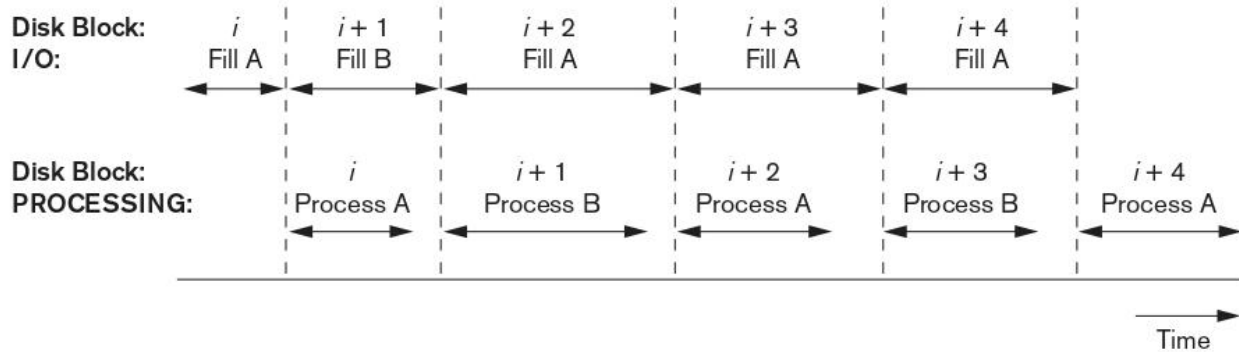 Disk Block: i i + 1 i + 2 i + 3 i + 4
I/O: Fill A Fill B Fill A Fill A Fill A
Disk Block: i i + 1 i + 2 i + 3 i + 4
PROCESSING: Process A Process B Process A Process B Process A
Time